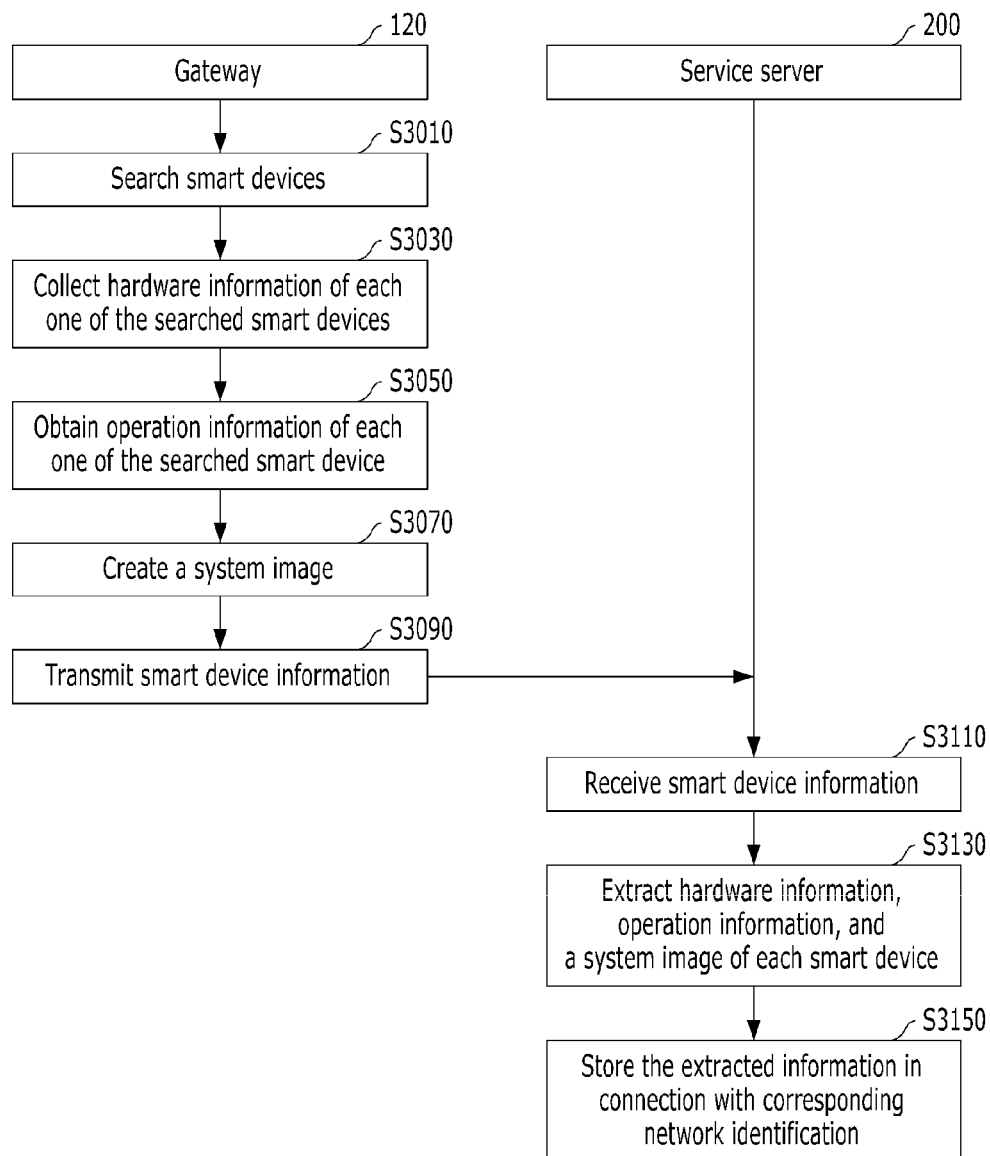 120
Gateway
200
Service server
S3010
Search smart devices
S3030
Collect hardware information of each
one of the searched smart devices
S3050
Obtain operation information of each
one of the searched smart device
S3070
Create a system image
S3090
Transmit smart device information
S3110
Receive smart device information
S3130
Extract hardware information,
operation information, and
a system image of each smart device
S3150
Store the extracted information in
connection with corresponding
network identification